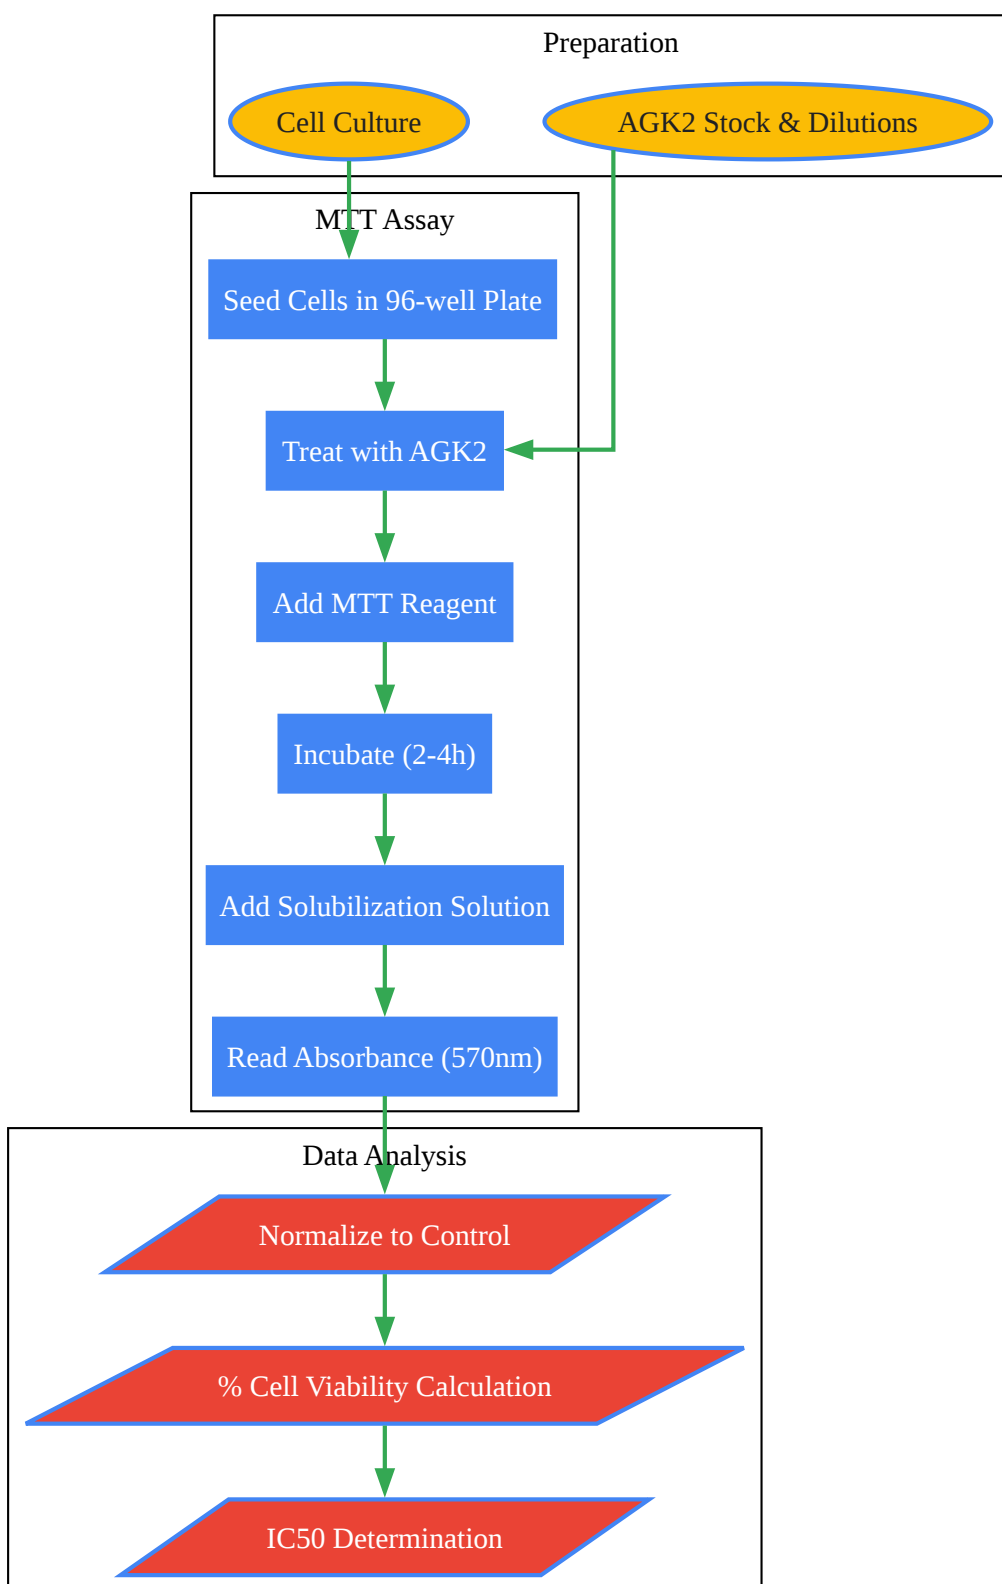 Preparation
Cell Culture
AGK2 Stock & Dilutions
MTT Assay
Seed Cells in 96-well Plate
Treat with AGK2
Add MTT Reagent
Incubate (2-4h)
Add Solubilization Solution
Read Absorbance (570nm)
Data Analysis
Normalize to Control
% Cell Viability Calculation
IC50 Determination